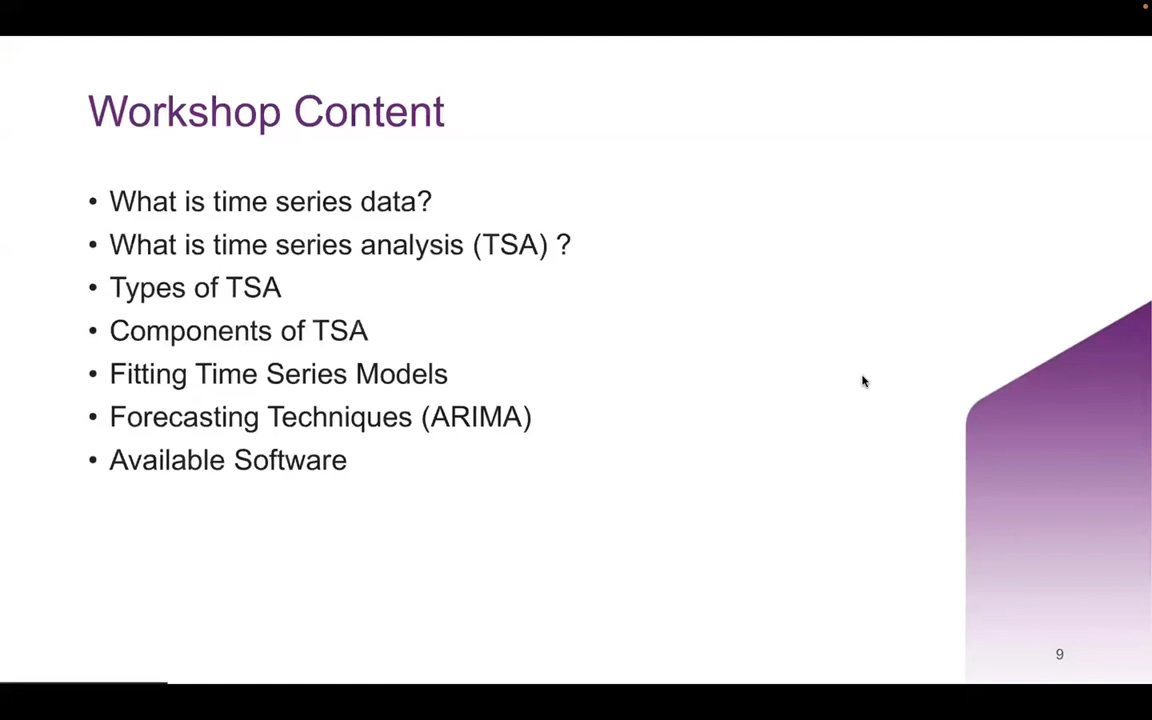 Workshop Content
• What is time series data?
• What is time series analysis (TSA) ?
• Types of TSA
• Components of TSA
• Fitting Time Series Models
• Forecasting Techniques (ARIMA)
• Available Software
9